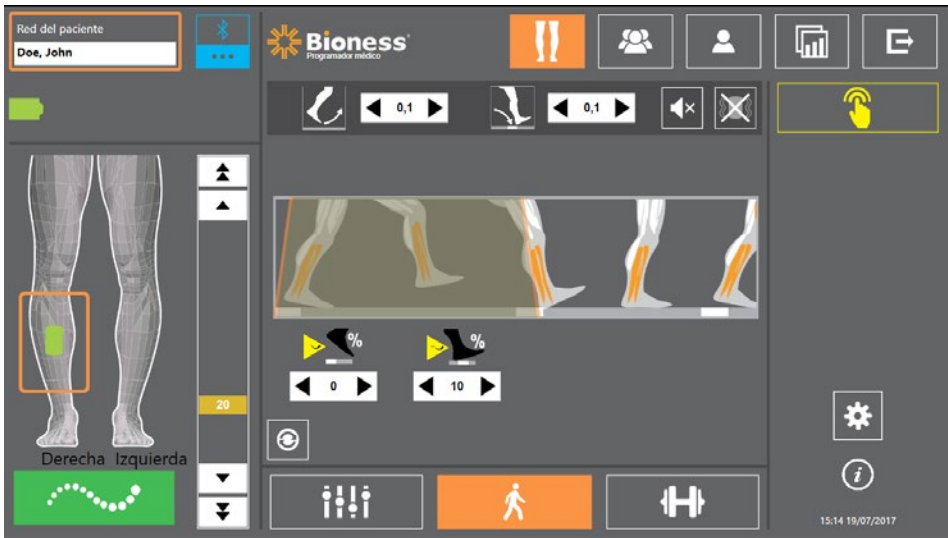 Red del paciente
Doe, John
Bioness
Programador médico
0,1
0,1
%
%
0
10
20
Derecha Izquierda
i
15:14 19/07/2017